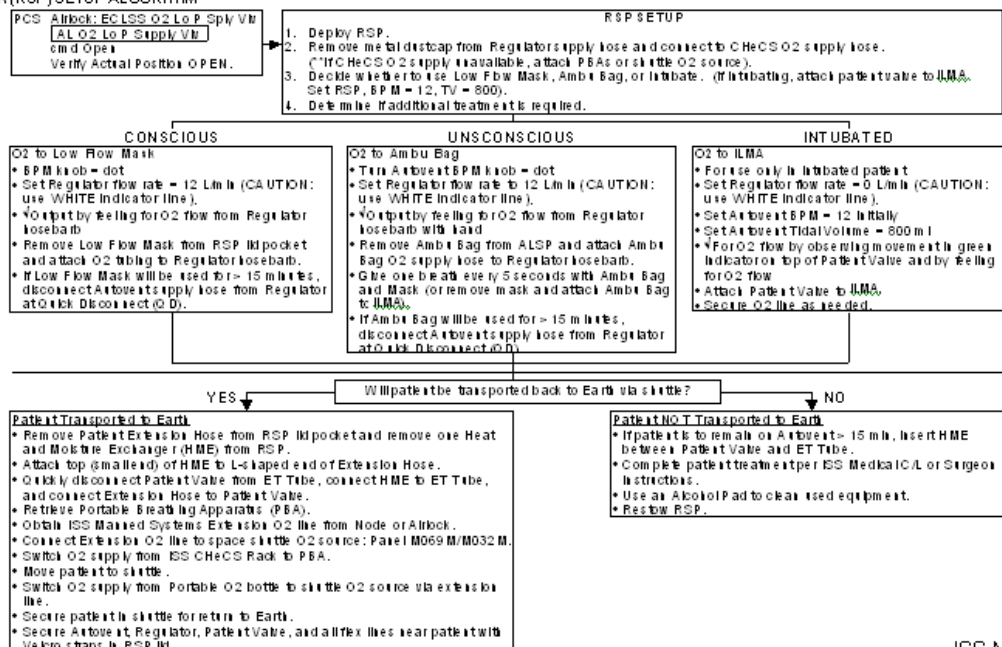 (RSP) SETUP ALGORITHM
PCS Airlock: ECLSS O2 Lo P Sply Vlv
AL O2 Lo P Supply Vlv
cmd Open
Verify Actual Position OPEN.
RSP SETUP
1. Deploy RSP.
2. Remove metal dustcap from Regulator supply hose and connect to CHeCS O2 supply hose.
(**If CHeCS O2 supply unavailable, attach PBAs or shuttle O2 source).
3. Decide whether to use Low Flow Mask, Ambu Bag, or Intubate. (If Intubating, attach patient valve to ILMA.
Set RSP, BPM = 12, TV = 800).
4. Determine if additional treatment is required.
CONSCIOUS
O2 to Low Flow Mask
• BPM knob = dot
• Set Regulator flow rate = 12 L/min (CAUTION:
use WHITE indicator line).
• √Output by feeling for O2 flow from Regulator
hosebarb
• Remove Low Flow Mask from RSP lid pocket
and attach O2 tubing to Regulator hosebarb.
• If Low Flow Mask will be used for > 15 minutes,
disconnect Autovent supply hose from Regulator
at Quick Disconnect (QD).
UNSCONSCIOUS
O2 to Ambu Bag
• Turn Autovent BPM knob = dot
• Set Regulator flow rate to 12 L/min (CAUTION:
use WHITE indicator line).
• √Output by feeling for O2 flow from Regulator
hosebarb with hand
• Remove Ambu Bag from ALSP and attach Ambu
Bag O2 supply hose to Regulator hosebarb.
• Give one breath every 5 seconds with Ambu Bag
and Mask (or remove mask and attach Ambu Bag
to ILMA).
• If Ambu Bag will be used for > 15 minutes,
disconnect Autovent supply hose from Regulator
at Quick Disconnect (QD)
INTUBATED
O2 to ILMA
• For use only in Intubated patient
• Set Regulator flow rate = 0 L/min (CAUTION:
use WHITE indicator line).
• Set Autovent BPM = 12 initially
• Set Autovent Tidal Volume = 800 ml
• √For O2 flow by observing movement in green
indicator on top of Patient Valve and by feeling
for O2 flow
• Attach Patient Valve to ILMA.
• Secure O2 line as needed.
Will patient be transported back to Earth via shuttle?
YES
NO
Patient Transported to Earth
• Remove Patient Extension Hose from RSP lid pocket and remove one Heat
and Moisture Exchanger (HME) from RSP.
• Attach top (small end) of HME to L-shaped end of Extension Hose.
• Quickly disconnect Patient Valve from ET Tube, connect HME to ET Tube,
and connect Extension Hose to Patient Valve.
• Retrieve Portable Breathing Apparatus (PBA).
• Obtain ISS Manned Systems Extension O2 line from Node or Airlock.
• Connect Extension O2 line to space shuttle O2 source: Panel MO69M/MO32M.
• Switch O2 supply from ISS CHeCS Rack to PBA.
• Move patient to shuttle.
• Switch O2 supply from Portable O2 bottle to shuttle O2 source via extension
line.
• Secure patient in shuttle for return to Earth.
• Secure Autovent, Regulator, Patient Valve, and all flex lines near patient with
Velcro straps in RSP lid.
Patient NOT Transported to Earth
• If patient is to remain on Autovent > 15 min, insert HME
between Patient Valve and ET Tube.
• Complete patient treatment per ISS Medical C/L or Surgeon
instructions.
• Use an Alcohol Pad to clean used equipment.
• Restow RSP.